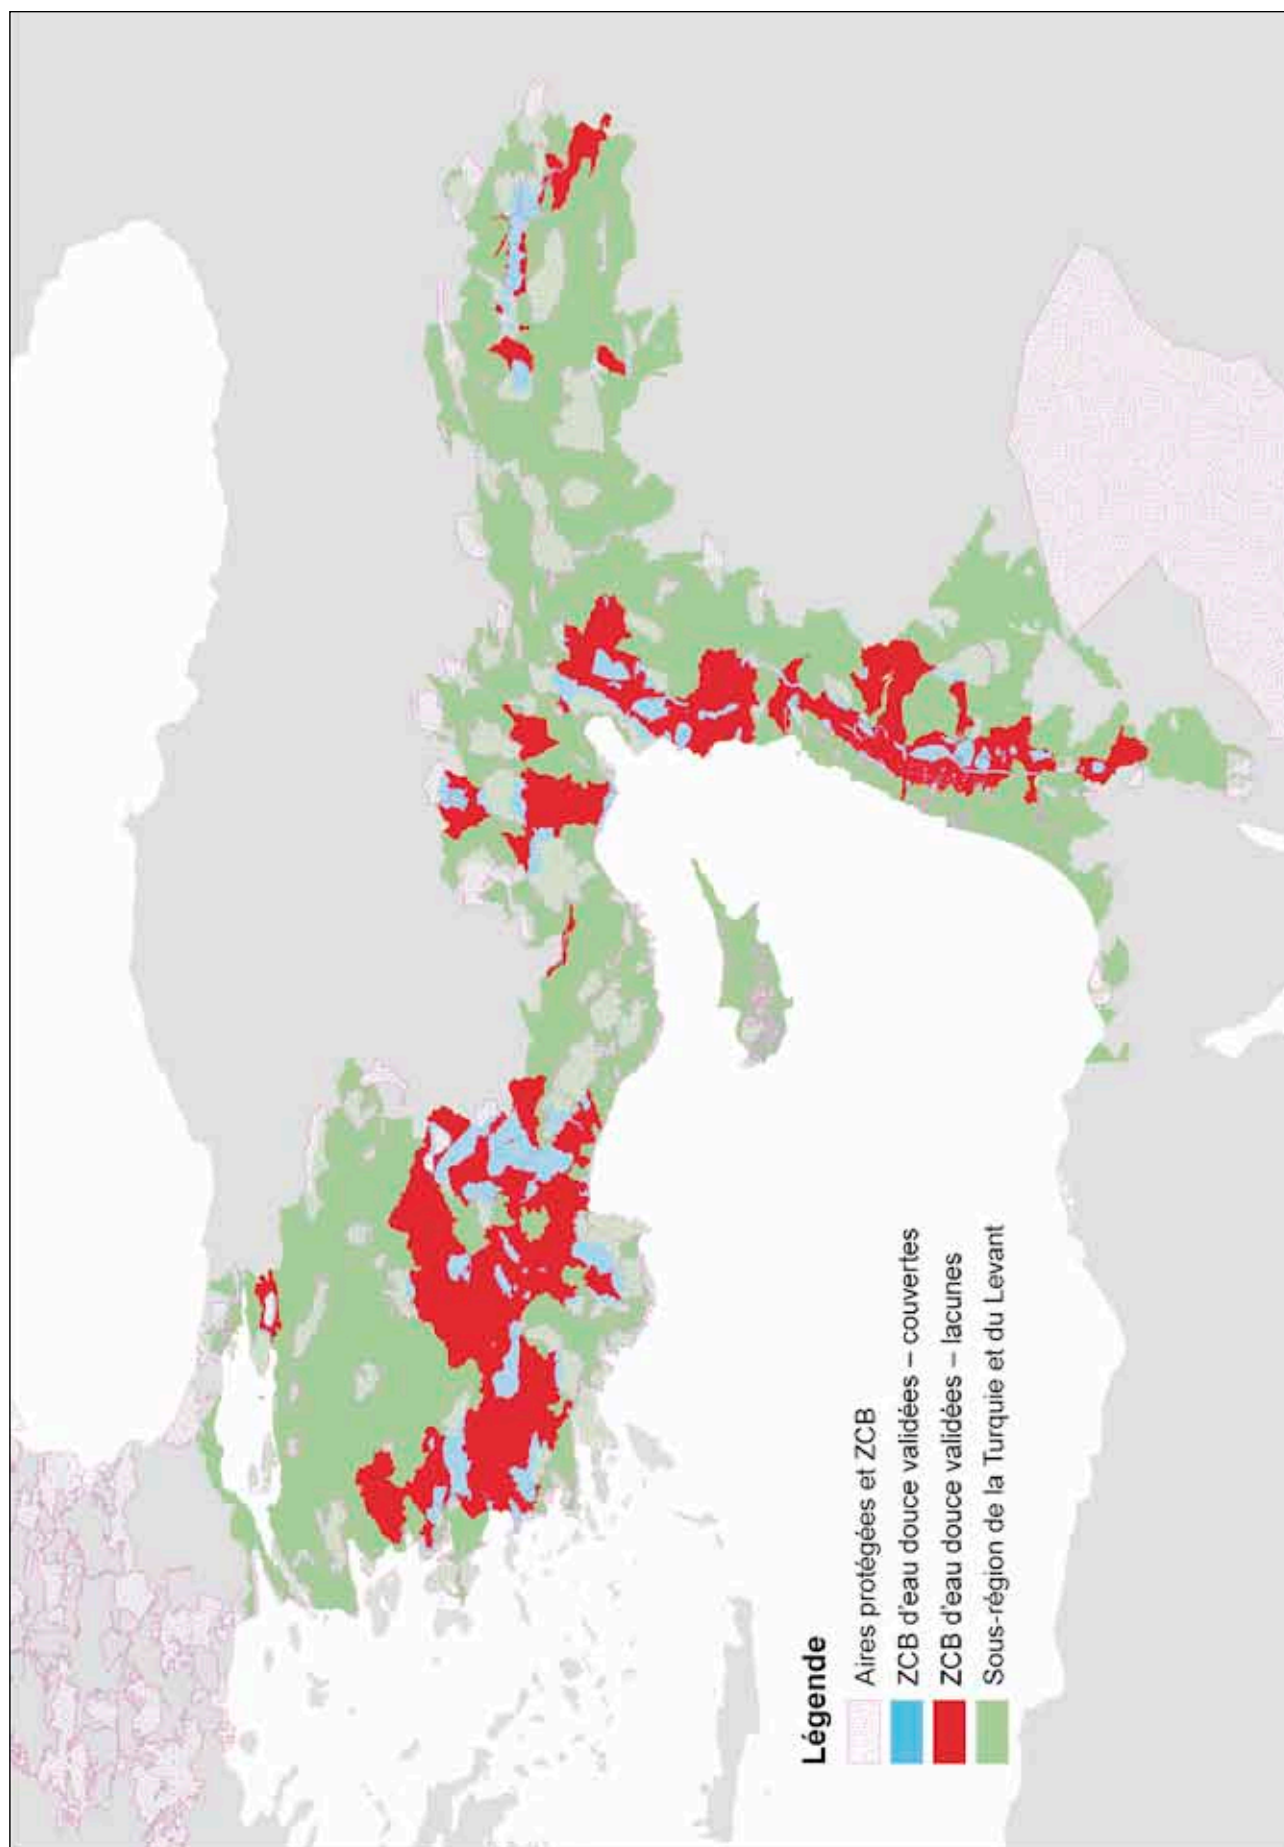 Légende
Aires protégées et ZCB
ZCB d'eau douce validées – couvertes
ZCB d'eau douce validées – lacunes
Sous-région de la Turquie et du Levant